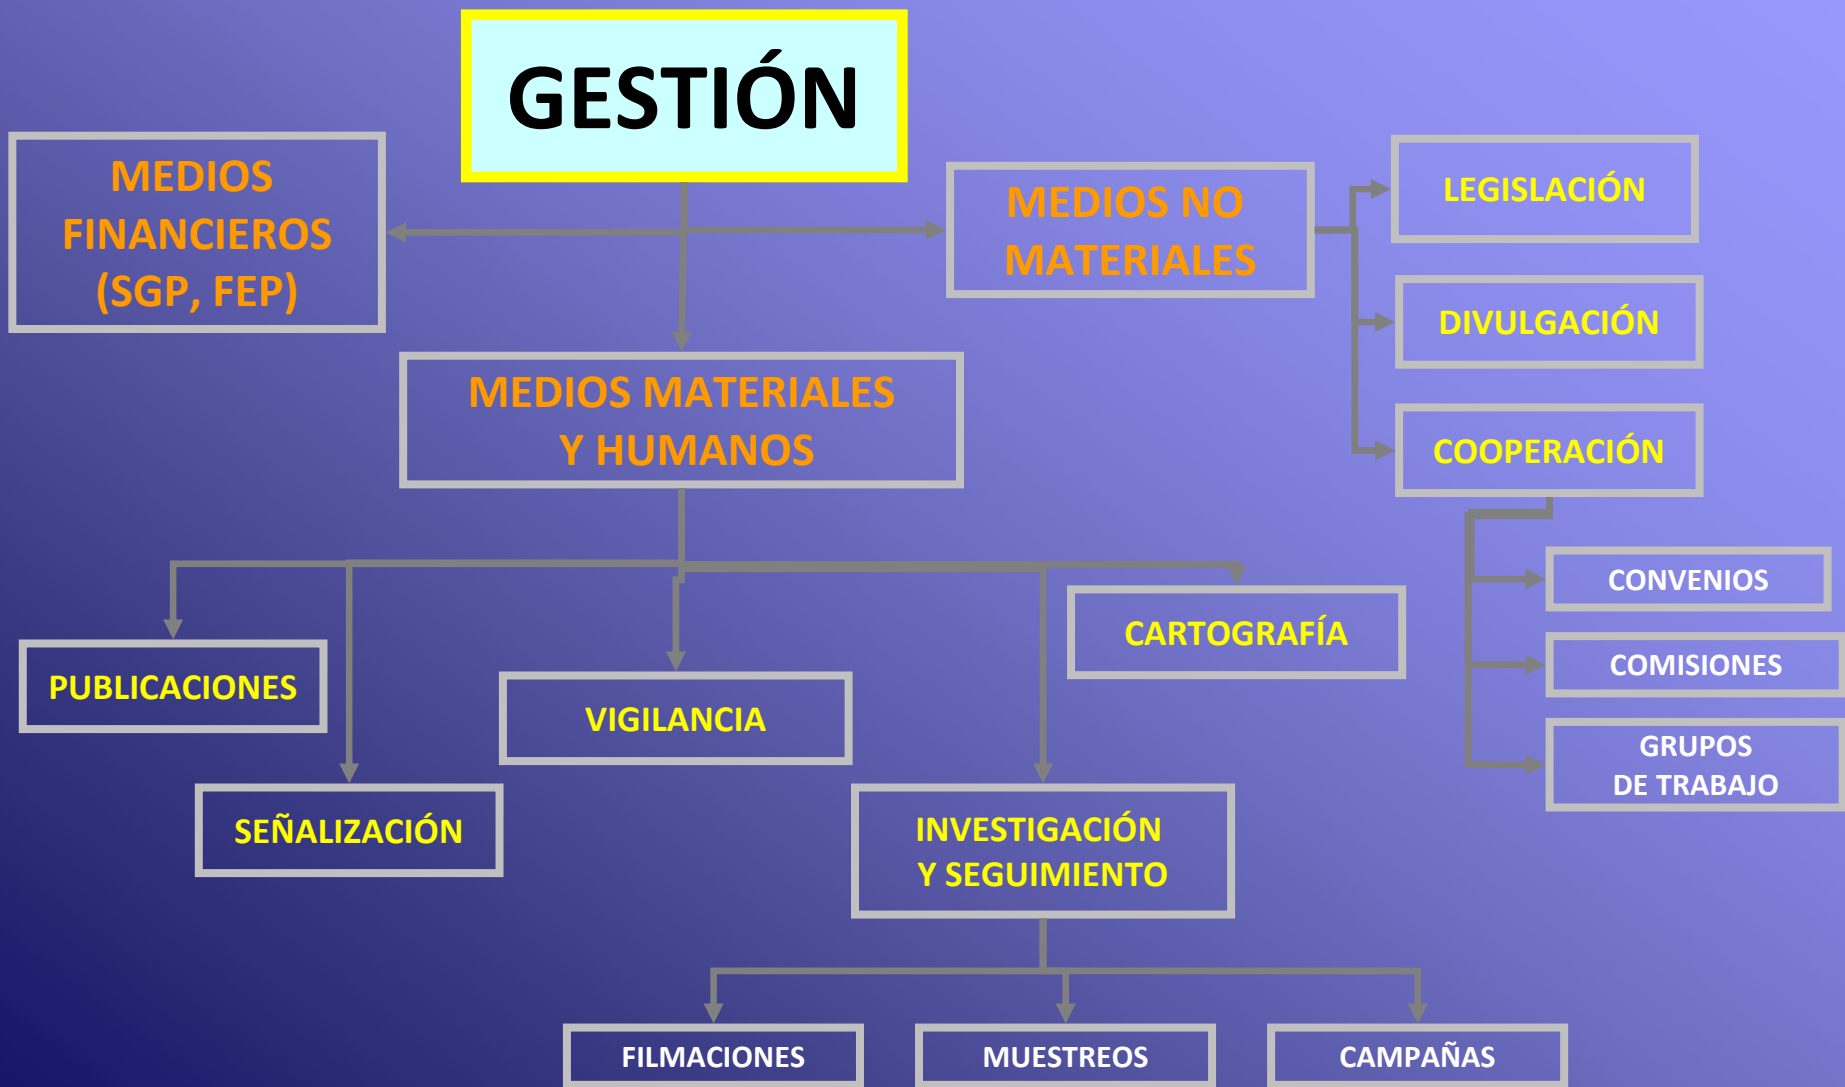 GESTIÓN
MEDIOS
FINANCIEROS
(SGP, FEP)
MEDIOS NO
MATERIALES
LEGISLACIÓN
DIVULGACIÓN
COOPERACIÓN
MEDIOS MATERIALES
Y HUMANOS
CONVENIOS
COMISIONES
GRUPOS
DE TRABAJO
PUBLICACIONES
SEÑALIZACIÓN
VIGILANCIA
CARTOGRAFÍA
INVESTIGACIÓN
Y SEGUIMIENTO
FILMACIONES
MUESTREOS
CAMPAÑAS